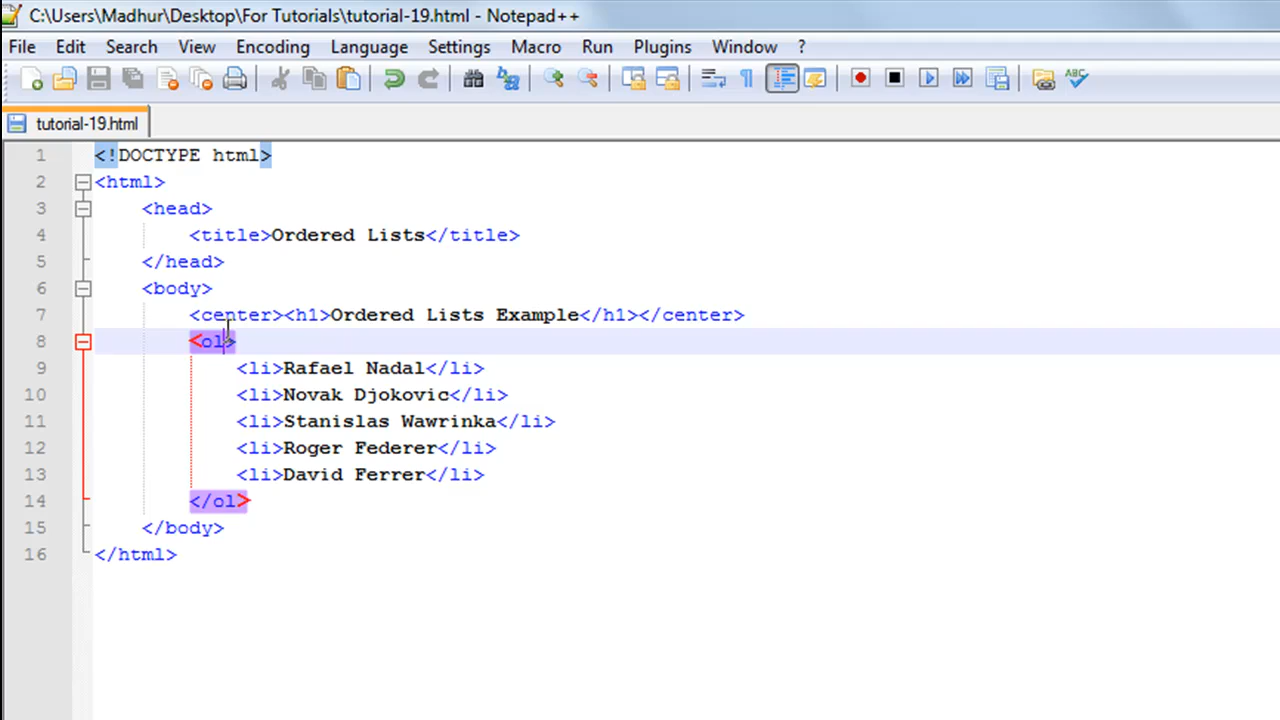 C:\Users\Madhur\Desktop\For Tutorials\tutorial-19.html - Notepad++
File Edit Search View Encoding Language Settings Macro Run Plugins Window ?
ABC
tutorial-19.html
1 <!DOCTYPE html>
2 <html>
3 <head>
4 <title>Ordered Lists</title>
5 </head>
6 <body>
7 <center><h1>Ordered Lists Example</h1></center>
8 <ol>
9 <li>Rafael Nadal</li>
10 <li>Novak Djokovic</li>
11 <li>Stanislas Wawrinka</li>
12 <li>Roger Federer</li>
13 <li>David Ferrer</li>
14 </ol>
15 </body>
16 </html>